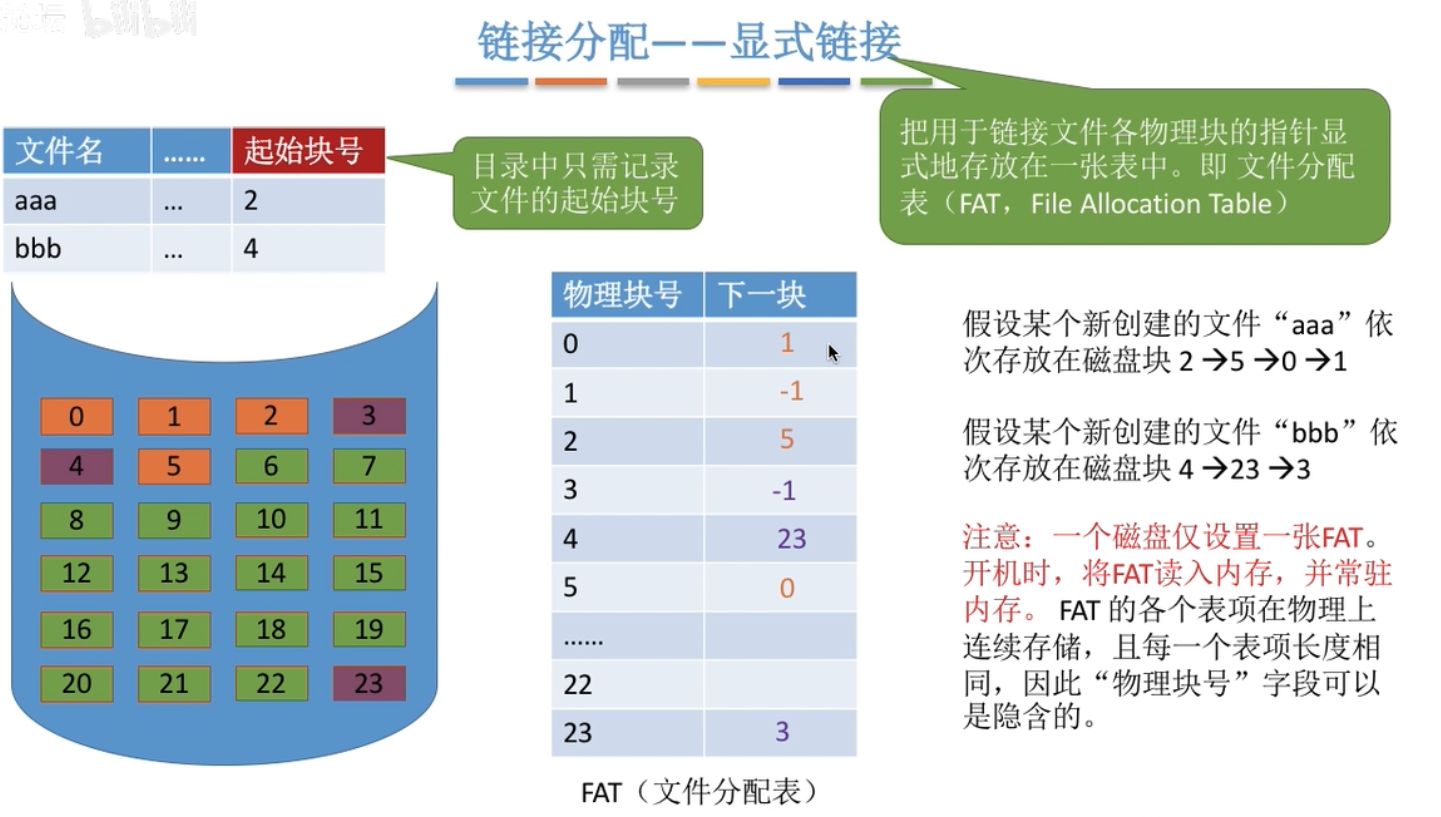 论坛 bilibili
链接分配——显式链接
把用于链接文件各物理块的指针显
式地存放在一张表中。即 文件分配
表（FAT，File Allocation Table）
文件名 …… 起始块号
aaa … 2
bbb … 4
目录中只需记录
文件的起始块号
0 1 2 3
4 5 6 7
8 9 10 11
12 13 14 15
16 17 18 19
20 21 22 23
物理块号 下一块
0 1
1 -1
2 5
3 -1
4 23
5 0
……
22
23 3
FAT（文件分配表）
假设某个新创建的文件“aaa”依
次存放在磁盘块 2 →5 →0 →1
假设某个新创建的文件“bbb”依
次存放在磁盘块 4 →23 →3
注意：一个磁盘仅设置一张FAT。
开机时，将FAT读入内存，并常驻
内存。 FAT 的各个表项在物理上
连续存储，且每一个表项长度相
同，因此“物理块号”字段可以
是隐含的。